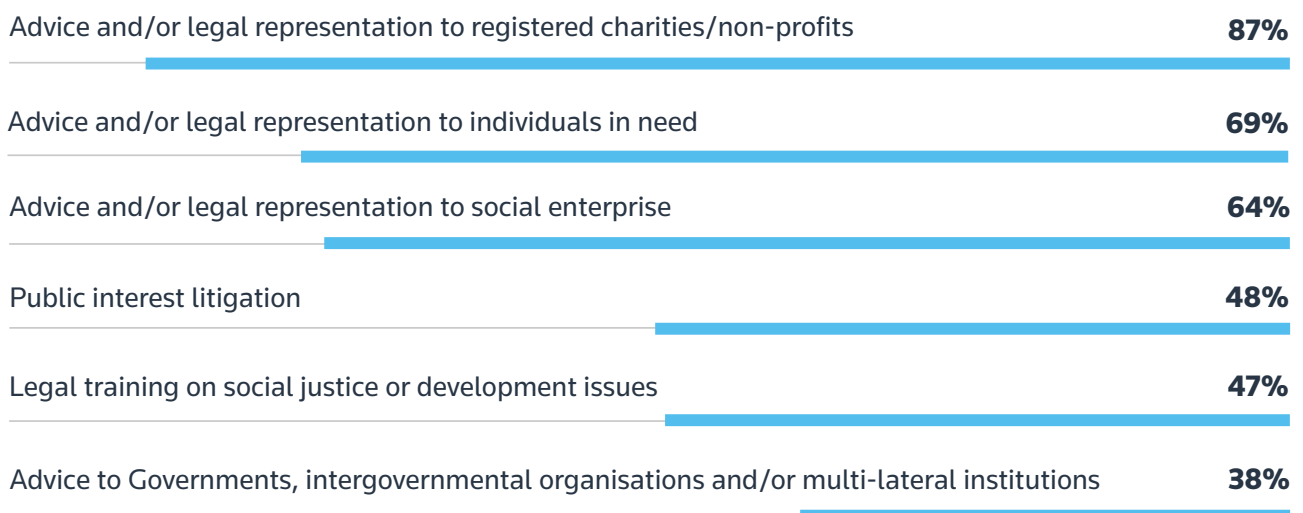 Advice and/or legal representation to registered charities/non-profits 87%
Advice and/or legal representation to individuals in need 69%
Advice and/or legal representation to social enterprise 64%
Public interest litigation 48%
Legal training on social justice or development issues 47%
Advice to Governments, intergovernmental organisations and/or multi-lateral institutions 38%